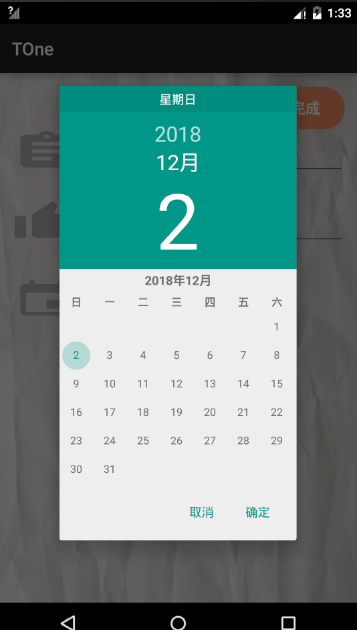 1:33
TOne
完成
星期日
2018
12月
2
2018年12月
日 一 二 三 四 五 六
1
2 3 4 5 6 7 8
9 10 11 12 13 14 15
16 17 18 19 20 21 22
23 24 25 26 27 28 29
30 31
取消 确定